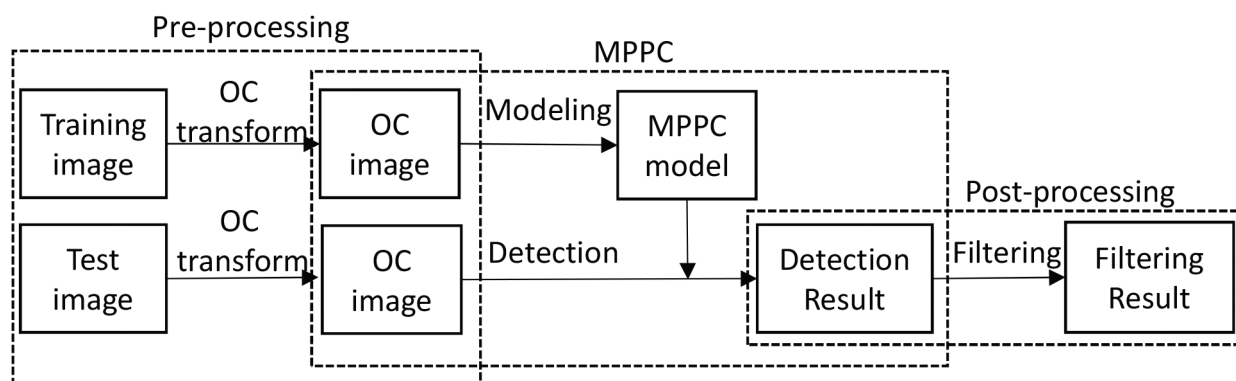 Pre-processing
MPPC
OC
transform
Training
image
OC
image
Modeling
MPPC
model
Post-processing
OC
transform
Test
image
OC
image
Detection
Detection
Result
Filtering
Filtering
Result